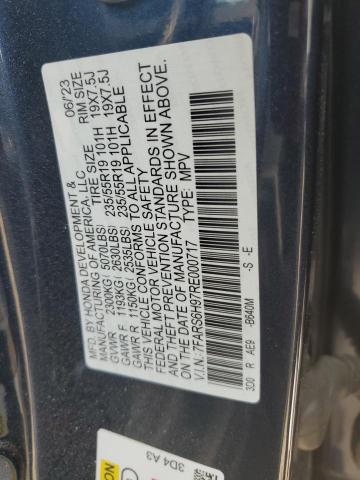 MFD. BY HONDA DEVELOPMENT & 06/'23
MANUFACTURING OF AMERICA, LLC. TIRE SIZE RIM SIZE
GVWR 2300KG( 5070LBS) 235/55R19 101H 19X7.5J
GAWR F 1193KG( 2630LBS) 235/55R19 101H 19X7.5J
GAWR R 1150KG( 2535LBS)
THIS VEHICLE CONFORMS TO ALL APPLICABLE
FEDERAL MOTOR VEHICLE SAFETY
AND THEFT PREVENTION STANDARDS IN EFFECT
ON THE DATE OF MANUFACTURE SHOWN ABOVE.
V.I.N.:7FARS6H97RE000717 TYPE: MPV
3D0 R AE9 -B640M -S -E
3D4 A3